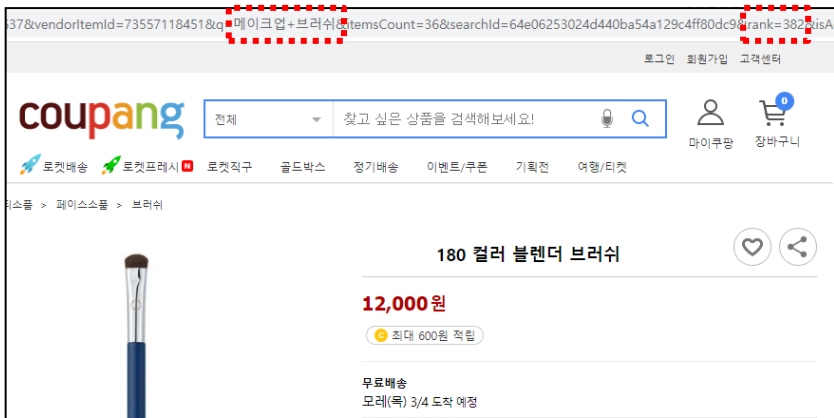 537&vendorItemId=73557118451&q=메이크업+브러쉬&itemsCount=36&searchId=64e06253024d440ba54a129c4ff80dc9&rank=382&isA
로그인 회원가입 고객센터
coupang 전체 찾고 싶은 상품을 검색해보세요! 0
마이쿠팡 장바구니
로켓배송 로켓프레시 N 로켓직구 골드박스 정기배송 이벤트/쿠폰 기획전 여행/티켓
티소품 > 페이스소품 > 브러쉬
180 컬러 블렌더 브러쉬
12,000원
C 최대 600원 적립
무료배송
모레(목) 3/4 도착 예정